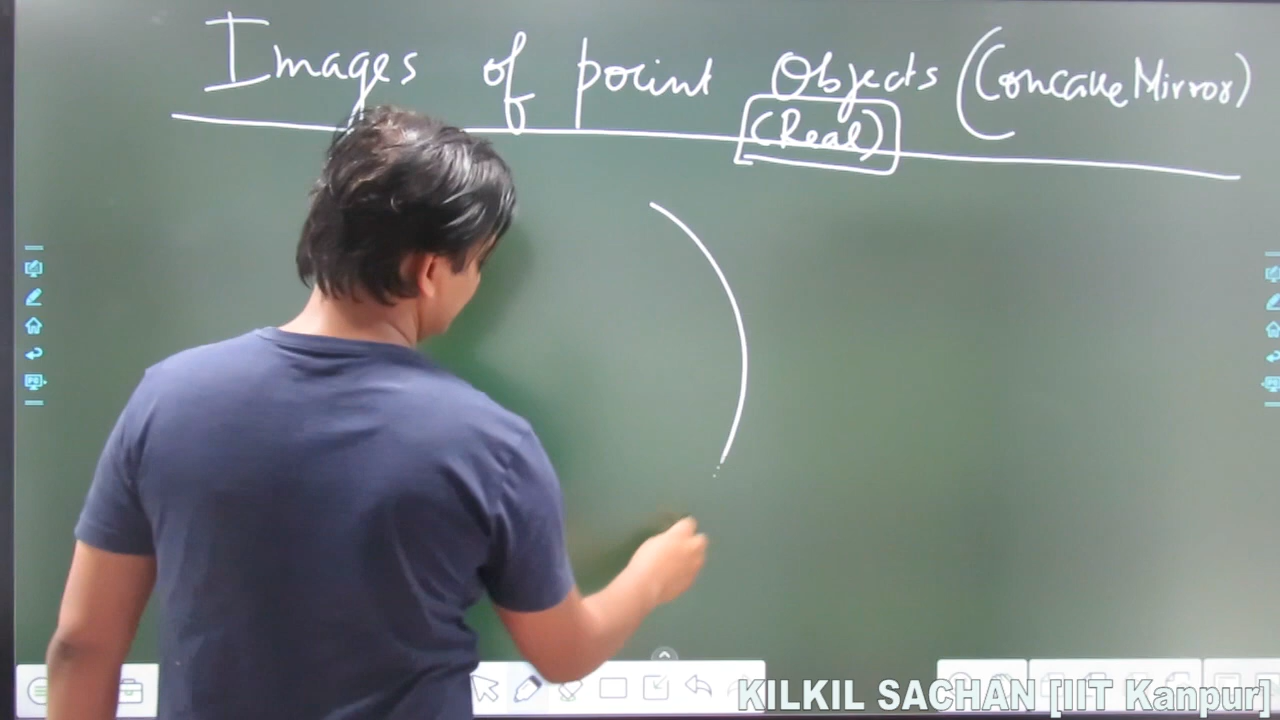 Images of point Objects (Concave Mirror)
(Real)
KILKIL SACHAN [IIT Kanpur]